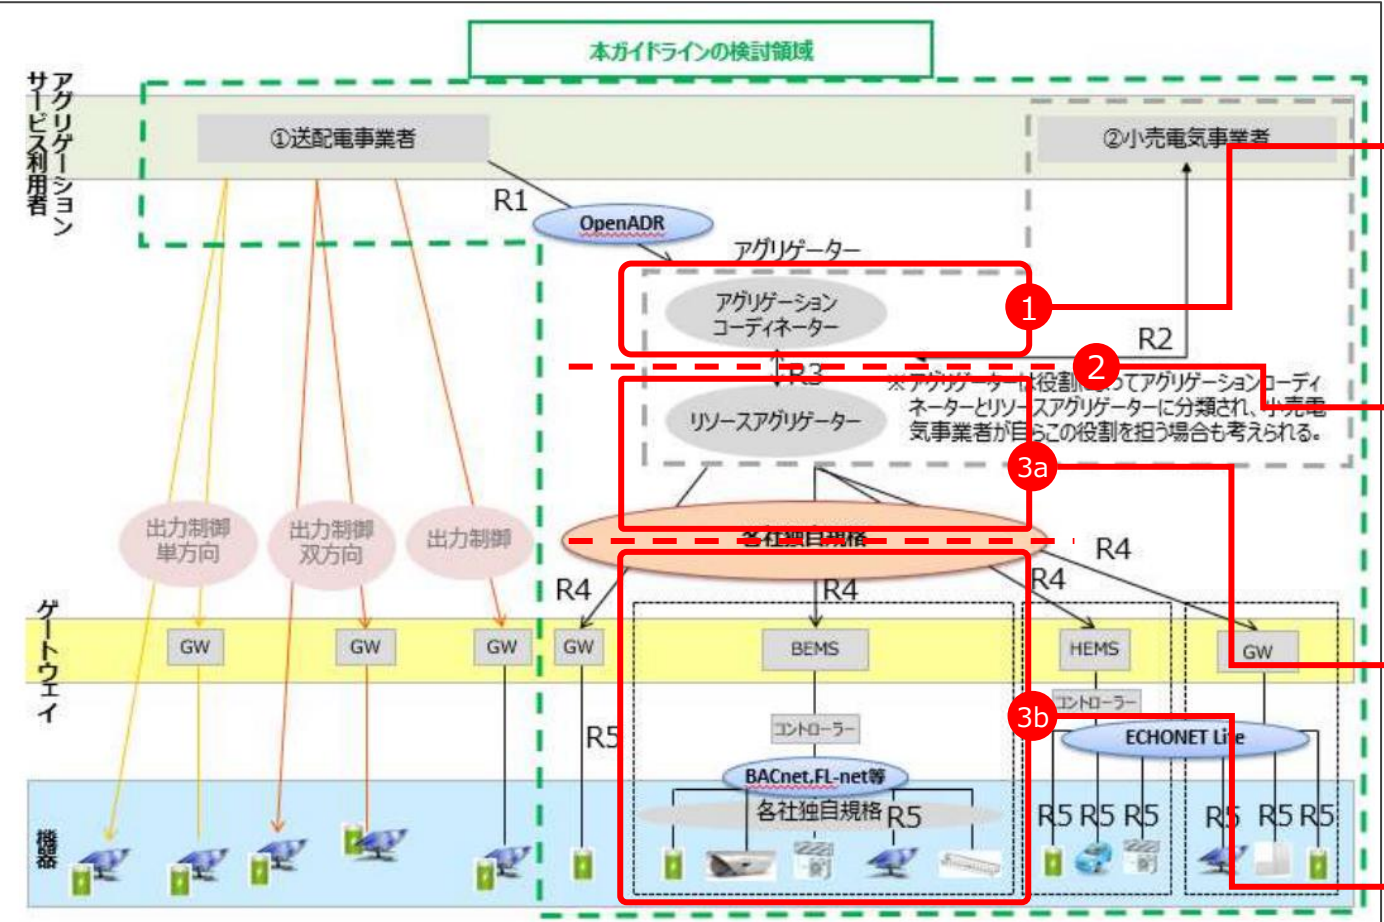 本ガイドラインの検討領域
アグリゲーション
サービス利用者
①送配電事業者
②小売電気事業者
R1
OpenADR
アグリゲーター
アグリゲーション
コーディネーター
1
R2
2
R3
※アグリゲーターは役割によってアグリゲーションコーディ
ネーターとリソースアグリゲーターに分類され、小売電
気事業者が自らこの役割を担う場合も考えられる。
リソースアグリゲーター
3a
出力制御
単方向
出力制御
双方向
出力制御
各社独自規格
R4
R4
R4
R4
ゲートウェイ
GW
GW
GW
GW
BEMS
HEMS
GW
コントローラー
コントローラー
3b
R5
ECHONET Lite
BACnet,FL-net等
各社独自規格
R5
R5
R5
R5
R5
R5
R5
機器